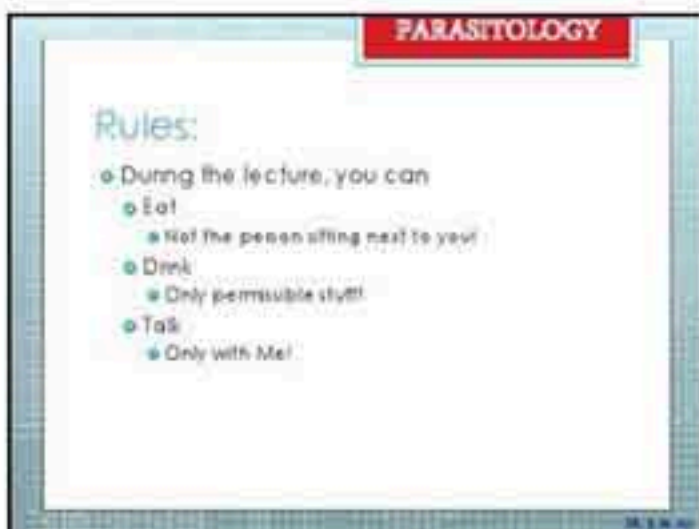 PARASITOLOGY
Rules:
During the lecture, you can
Eat
Not the person sitting next to you!
Drink
Only permissible stuff!
Talk
Only with Me!